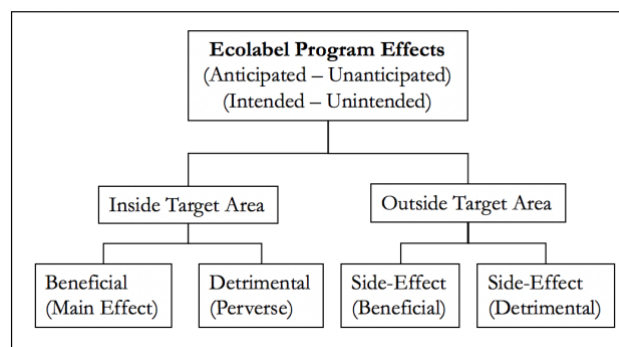 Ecolabel Program Effects
(Anticipated – Unanticipated)
(Intended – Unintended)
Inside Target Area
Outside Target Area
Beneficial
(Main Effect)
Detrimental
(Perverse)
Side-Effect
(Beneficial)
Side-Effect
(Detrimental)